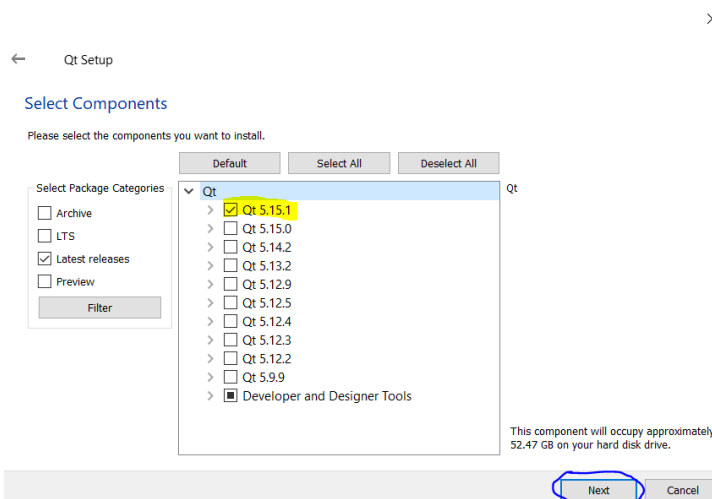 Qt Setup
Select Components
Please select the components you want to install.
Default Select All Deselect All
Select Package Categories
Archive
LTS
Latest releases
Preview
Filter
Qt
Qt 5.15.1
Qt 5.15.0
Qt 5.14.2
Qt 5.13.2
Qt 5.12.9
Qt 5.12.5
Qt 5.12.4
Qt 5.12.3
Qt 5.12.2
Qt 5.9.9
Developer and Designer Tools
Qt
This component will occupy approximately
52.47 GB on your hard disk drive.
Next Cancel